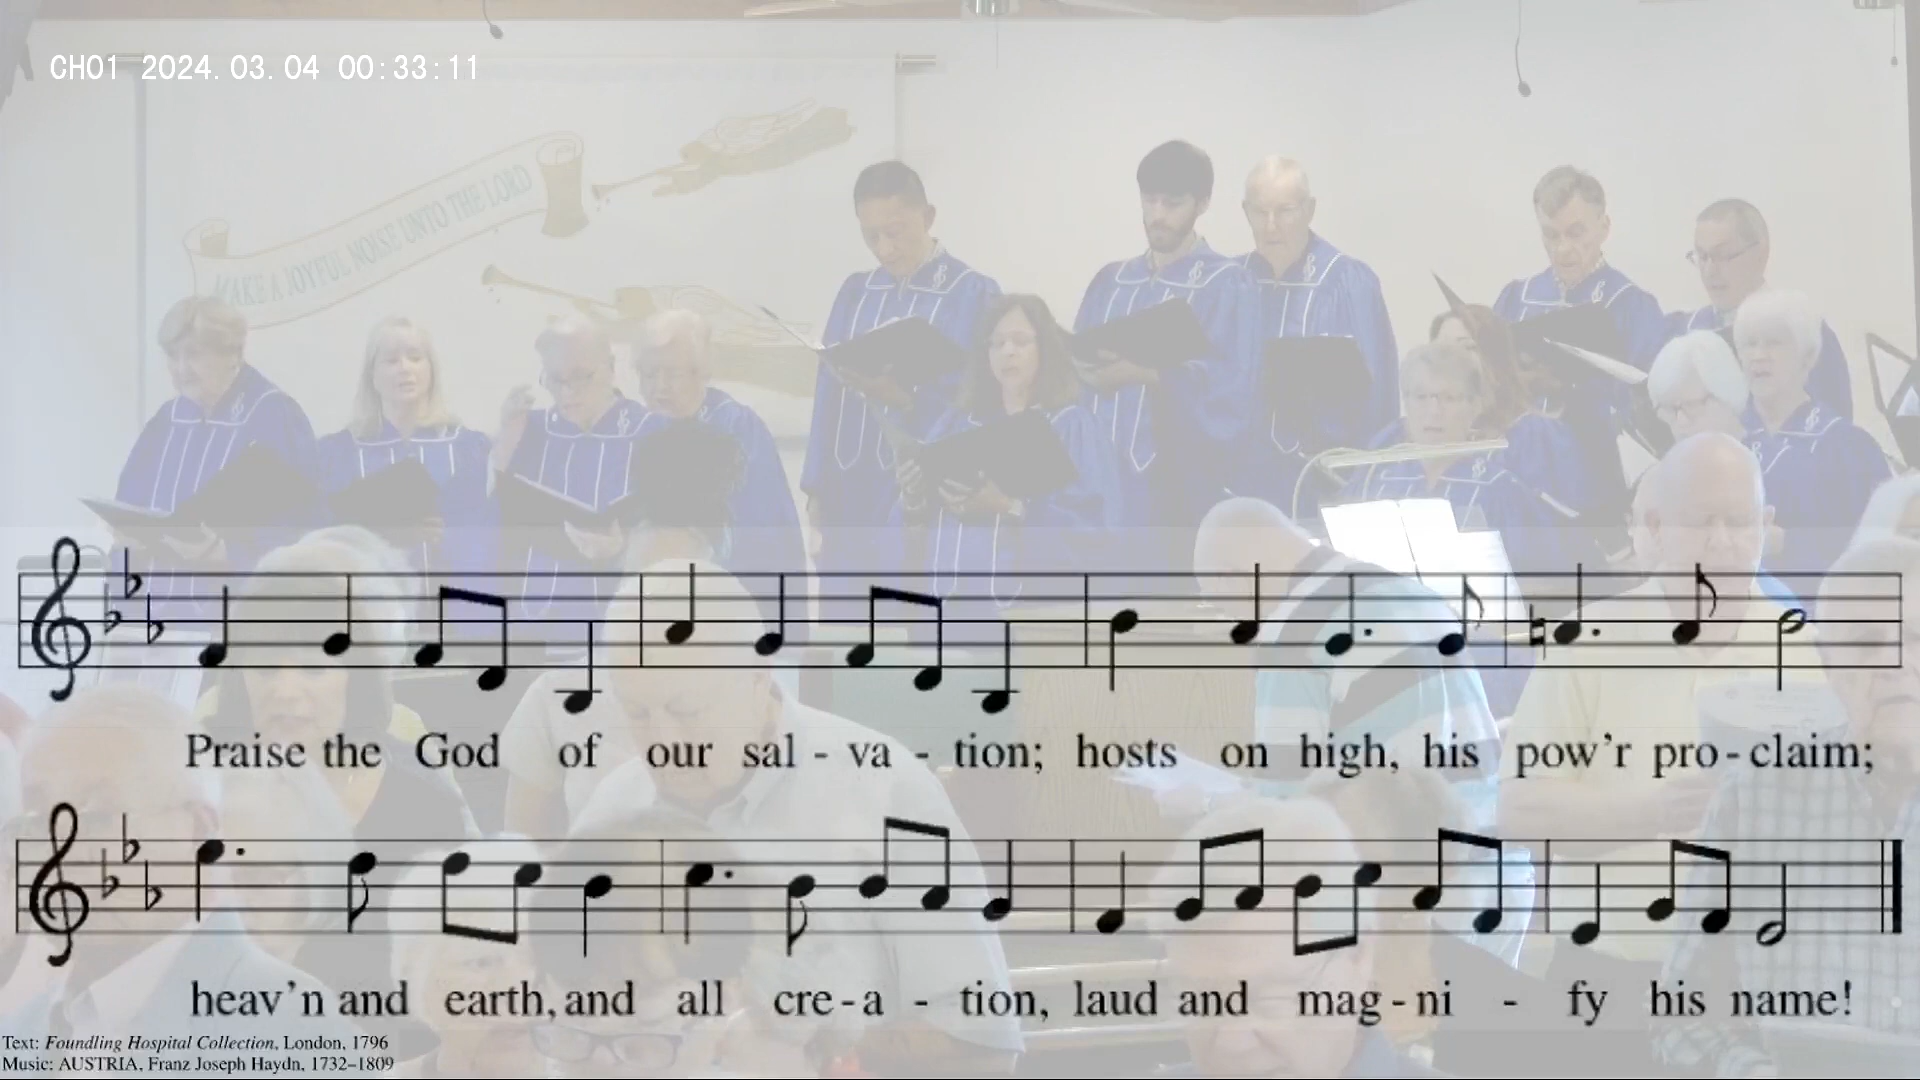 CH01 2024.03.04 00:33:11
MAKE A JOYFUL NOISE UNTO THE LORD
Praise the God of our sal - va - tion; hosts on high, his pow'r pro - claim;
heav'n and earth, and all cre - a - tion, laud and mag - ni - fy his name!
Text: Foundling Hospital Collection, London, 1796
Music: AUSTRIA, Franz Joseph Haydn, 1732–1809